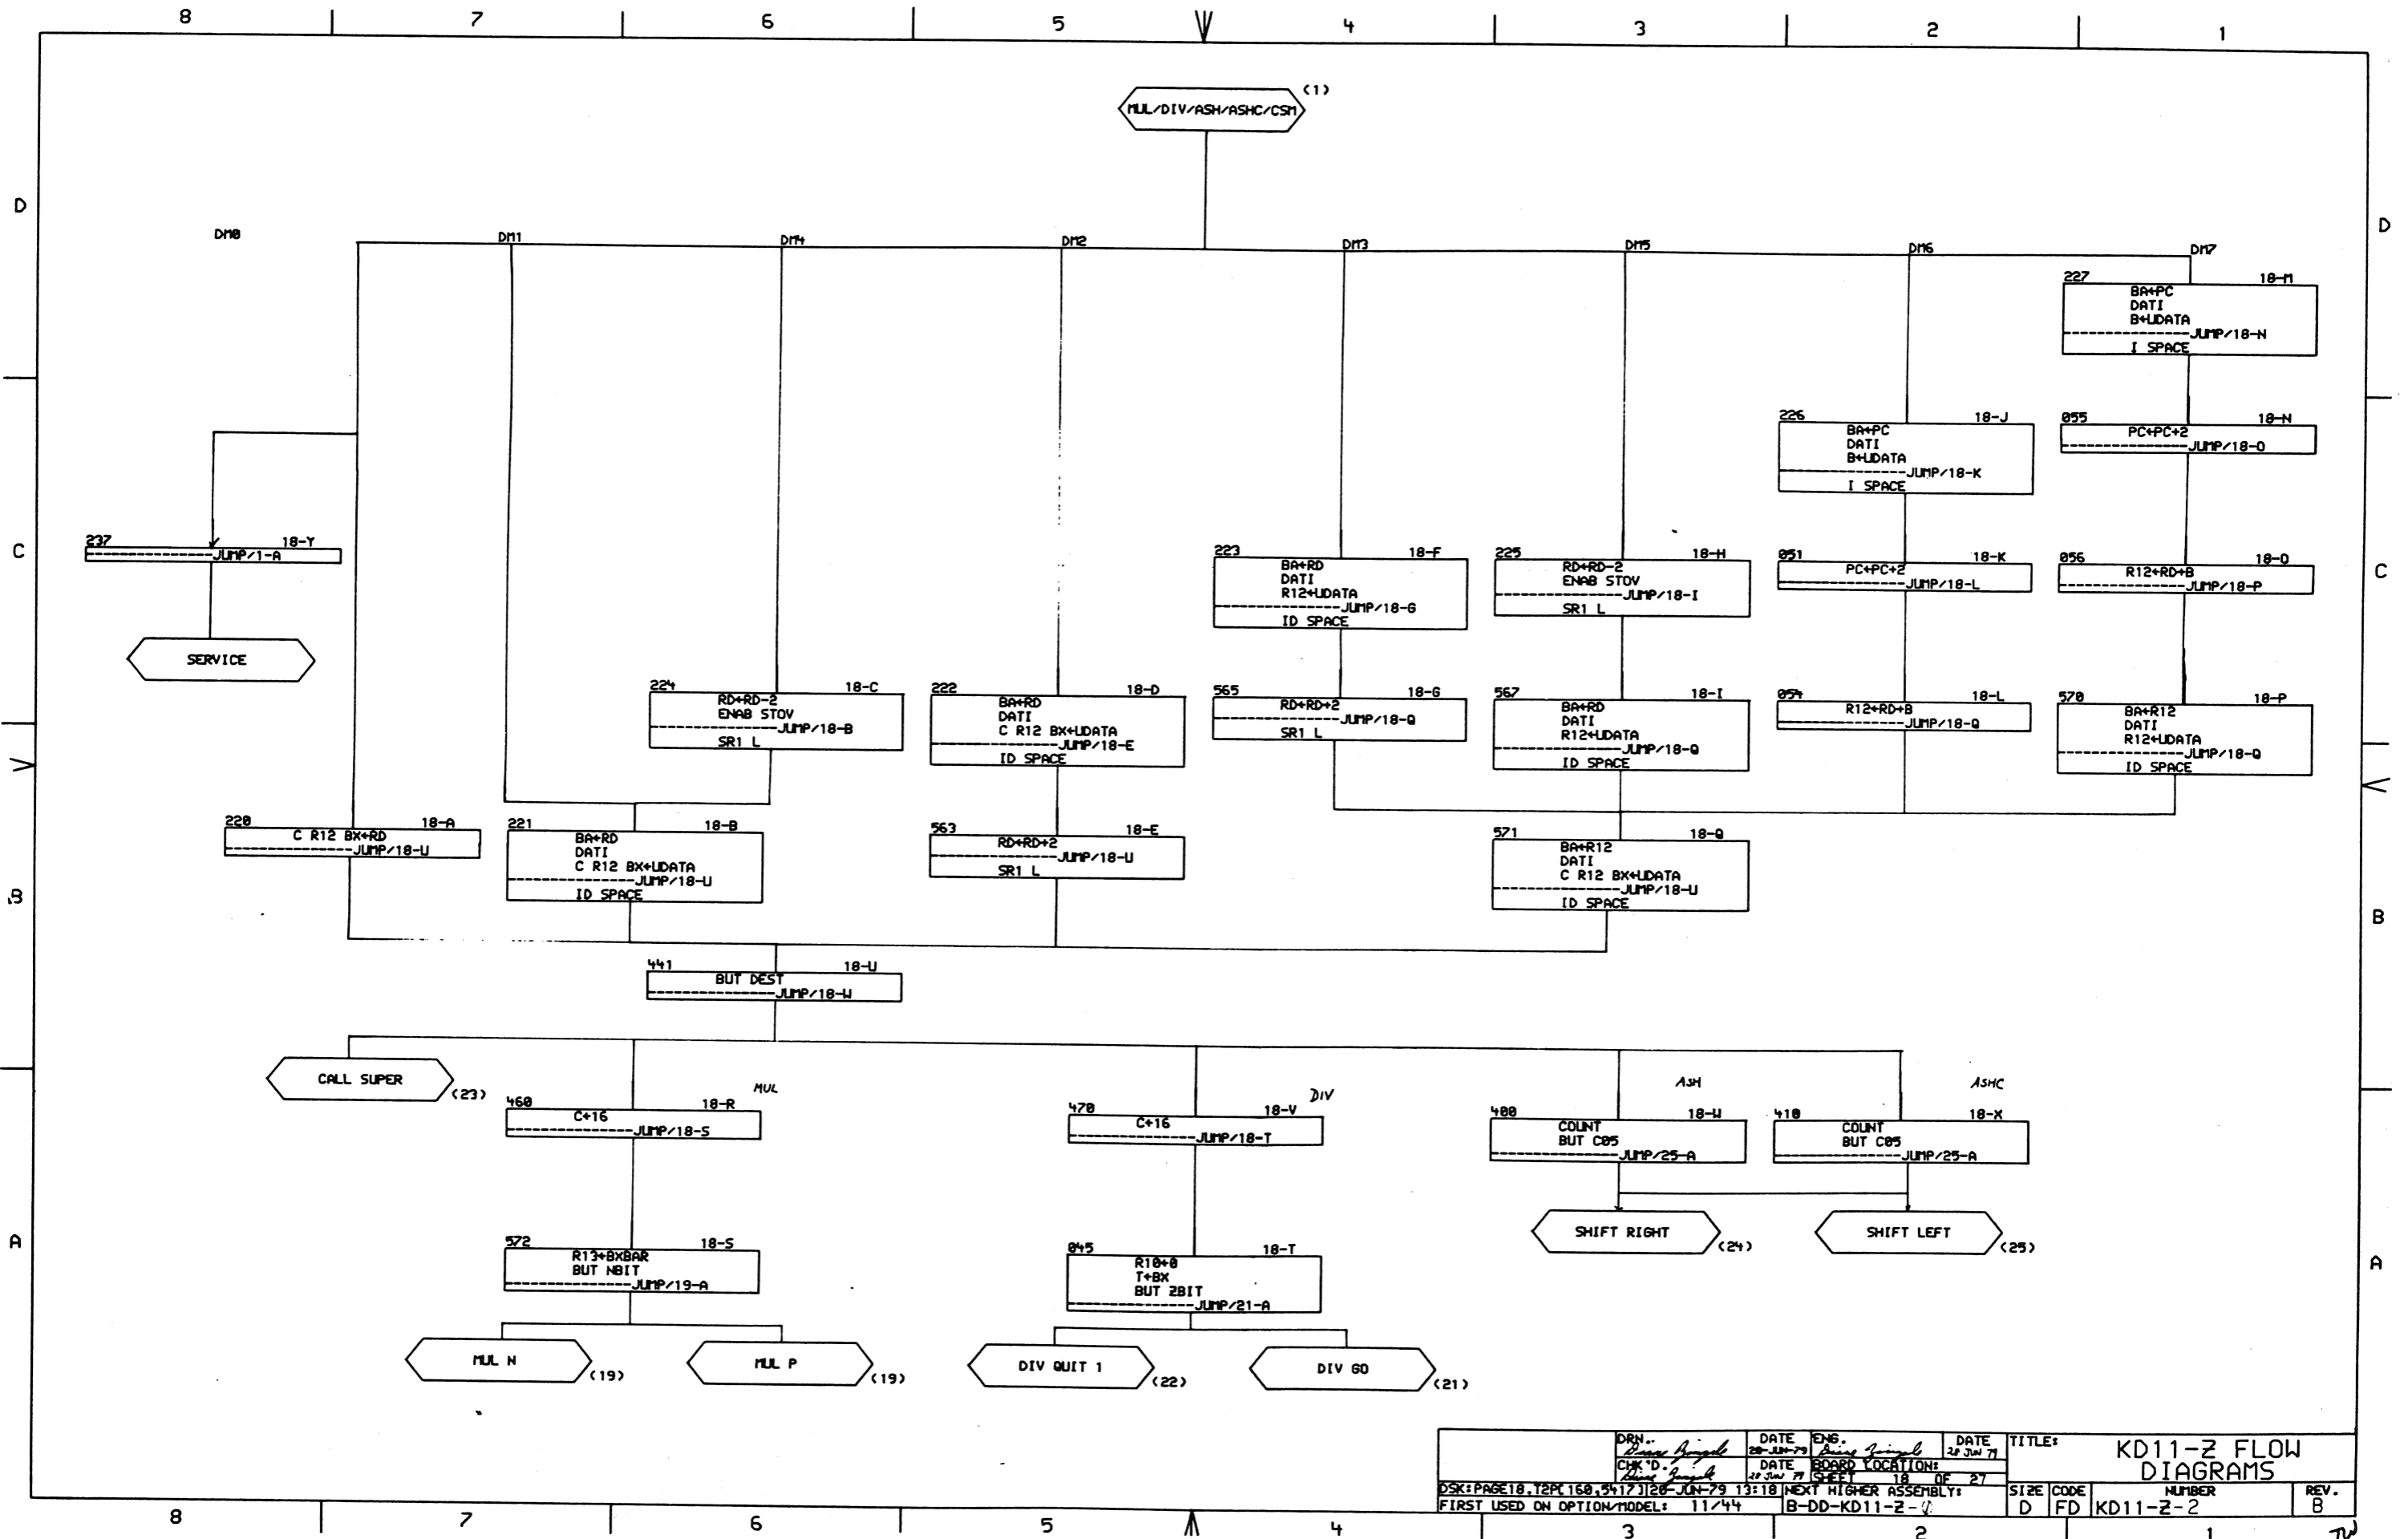 8 7 6 5 4 3 2 1
MUL/DIV/ASH/ASHC/CSM (1)
D D
DM0 DM1 DM4 DM2 DM3 DM5 DM6 DM7
227 18-M
BA←PC
DATI
B←UDATA
JUMP/18-N
I SPACE
226 18-J
BA←PC
DATI
B←UDATA
JUMP/18-K
I SPACE
055 18-N
PC←PC+2
JUMP/18-O
C C
237 18-Y
JUMP/1-A
SERVICE
223 18-F
BA←RD
DATI
R12←UDATA
JUMP/18-G
ID SPACE
225 18-H
RD←RD-2
ENAB STOV
JUMP/18-I
SR1 L
051 18-K
PC←PC+2
JUMP/18-L
056 18-O
R12←RD+B
JUMP/18-P
224 18-C
RD←RD-2
ENAB STOV
JUMP/18-B
SR1 L
222 18-D
BA←RD
DATI
C R12 BX←UDATA
JUMP/18-E
ID SPACE
565 18-G
RD←RD+2
JUMP/18-Q
SR1 L
567 18-I
BA←RD
DATI
R12←UDATA
JUMP/18-Q
ID SPACE
054 18-L
R12←RD+B
JUMP/18-Q
570 18-P
BA←R12
DATI
R12←UDATA
JUMP/18-Q
ID SPACE
220 18-A
C R12 BX←RD
JUMP/18-U
221 18-B
BA←RD
DATI
C R12 BX←UDATA
JUMP/18-U
ID SPACE
563 18-E
RD←RD+2
JUMP/18-U
SR1 L
571 18-Q
BA←R12
DATI
C R12 BX←UDATA
JUMP/18-U
ID SPACE
B B
441 18-U
BUT DEST
JUMP/18-W
CALL SUPER (23)
MUL
460 18-R
C←16
JUMP/18-S
DIV
470 18-V
C←16
JUMP/18-T
ASH
400 18-W
COUNT
BUT C05
JUMP/25-A
ASHC
410 18-X
COUNT
BUT C05
JUMP/25-A
SHIFT RIGHT (24)
SHIFT LEFT (25)
A A
572 18-S
R13←BXBAR
BUT NBIT
JUMP/19-A
045 18-T
R10←0
T←BX
BUT ZBIT
JUMP/21-A
MUL N (19)
MUL P (19)
DIV QUIT 1 (22)
DIV GO (21)
DRN. DATE 20-JUN-79 ENG. DATE 20 JUN 79
CHK'D. DATE 20 JUN 79 BOARD LOCATION:
SHEET 18 OF 27
TITLE: KD11-Z FLOW DIAGRAMS
DSK:PAGE18.T2P[160,5417] 20-JUN-79 13:18 NEXT HIGHER ASSEMBLY:
FIRST USED ON OPTION/MODEL: 11/44 B-DD-KD11-Z-
SIZE D CODE FD NUMBER KD11-Z-2 REV. B
8 7 6 5 4 3 2 1